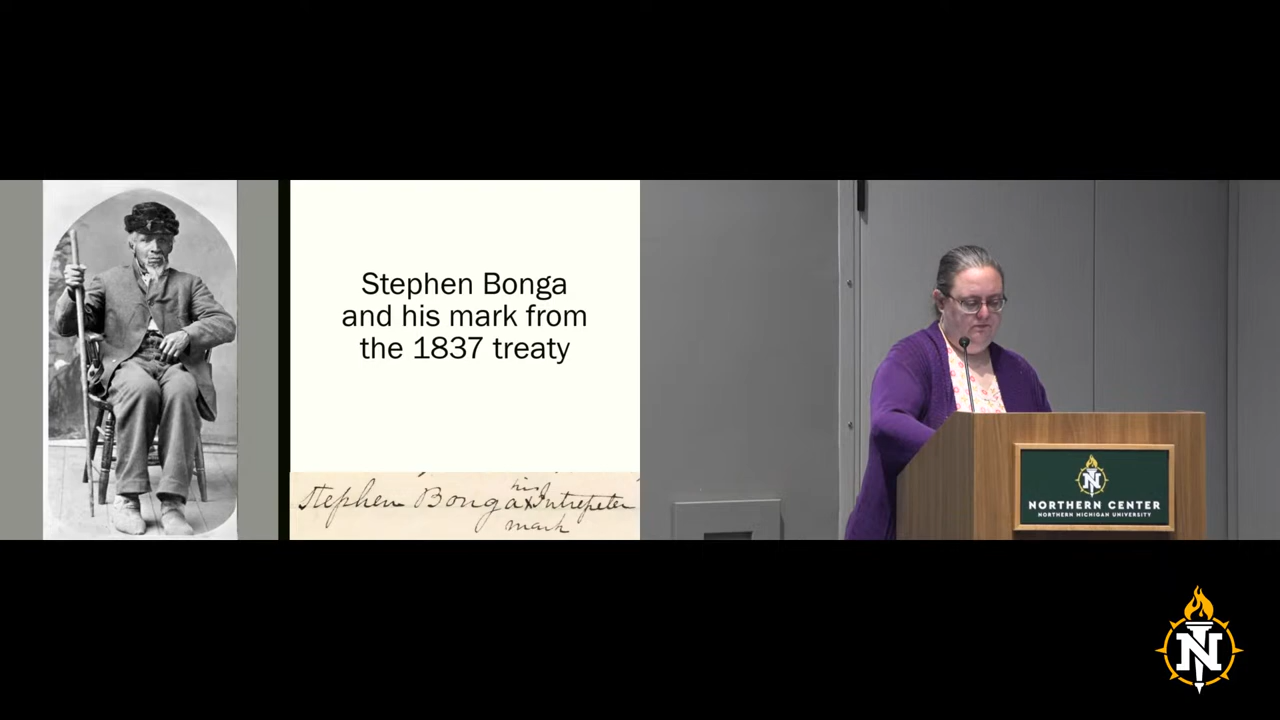 Stephen Bonga
and his mark from
the 1837 treaty
his
Stephen Bonga x Intrepeter
mark
N
NORTHERN CENTER
NORTHERN MICHIGAN UNIVERSITY
N